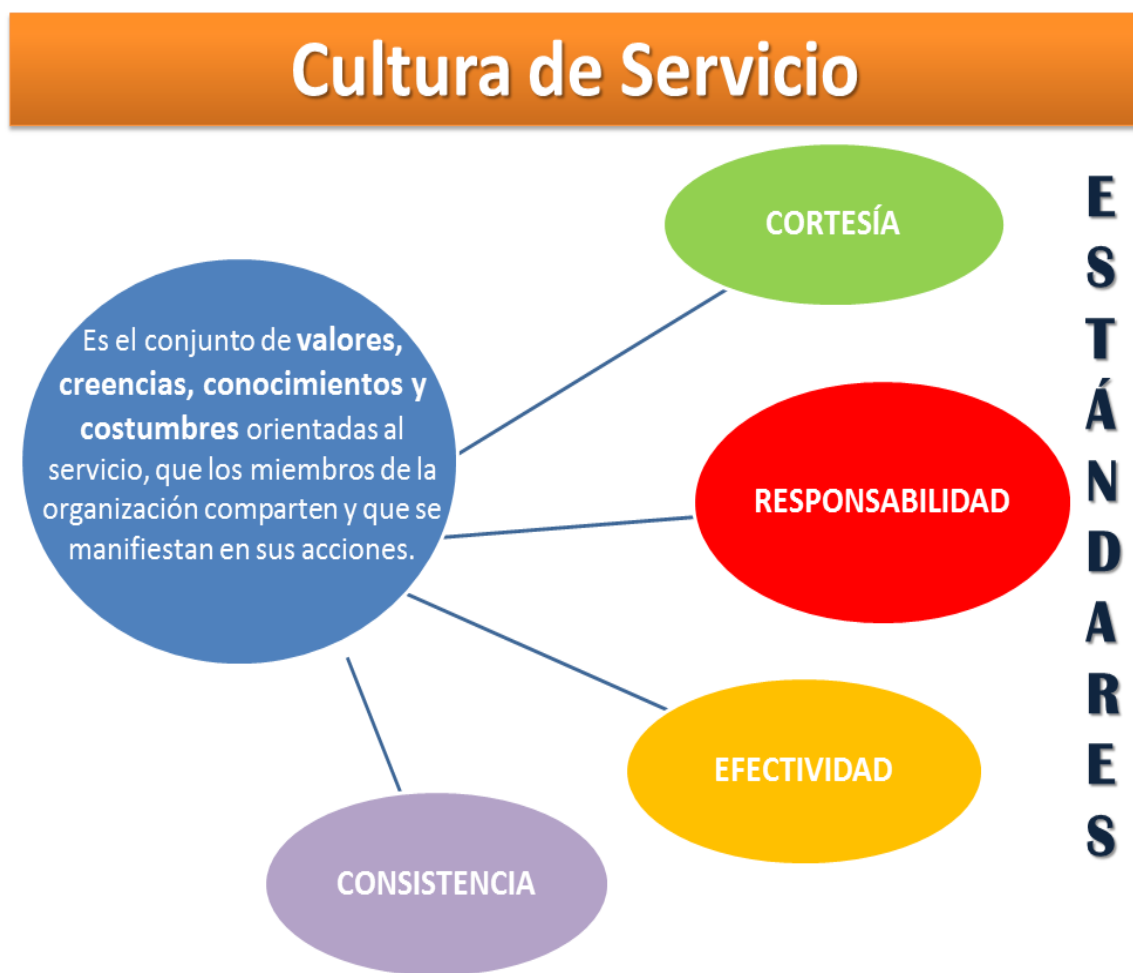 Cultura de Servicio
Es el conjunto de valores,
creencias, conocimientos y
costumbres orientadas al
servicio, que los miembros de la
organización comparten y que se
manifiestan en sus acciones.
CORTESÍA
RESPONSABILIDAD
EFECTIVIDAD
CONSISTENCIA
E
S
T
Á
N
D
A
R
E
S